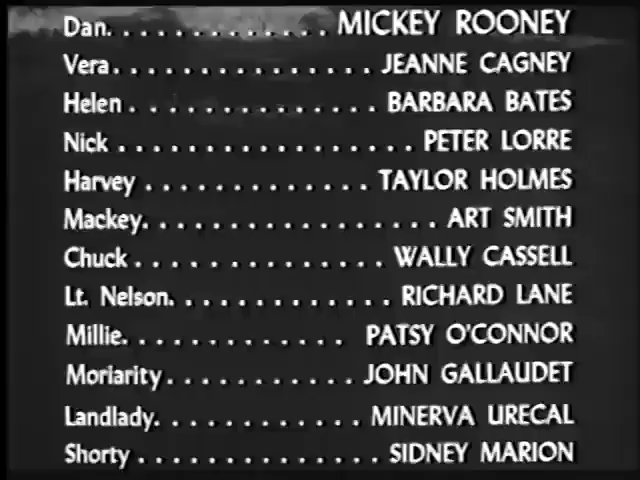 Dan. . . . . . . . . . . . . MICKEY ROONEY
Vera. . . . . . . . . . . . . . . JEANNE CAGNEY
Helen . . . . . . . . . . . . . . BARBARA BATES
Nick . . . . . . . . . . . . . . . . . PETER LORRE
Harvey . . . . . . . . . . . . . TAYLOR HOLMES
Mackey. . . . . . . . . . . . . . . . . ART SMITH
Chuck . . . . . . . . . . . . . . . WALLY CASSELL
Lt. Nelson. . . . . . . . . . . . . RICHARD LANE
Millie. . . . . . . . . . . . . PATSY O'CONNOR
Moriarity . . . . . . . . . . . . JOHN GALLAUDET
Landlady. . . . . . . . . . . . MINERVA URECAL
Shorty . . . . . . . . . . . . . . SIDNEY MARION